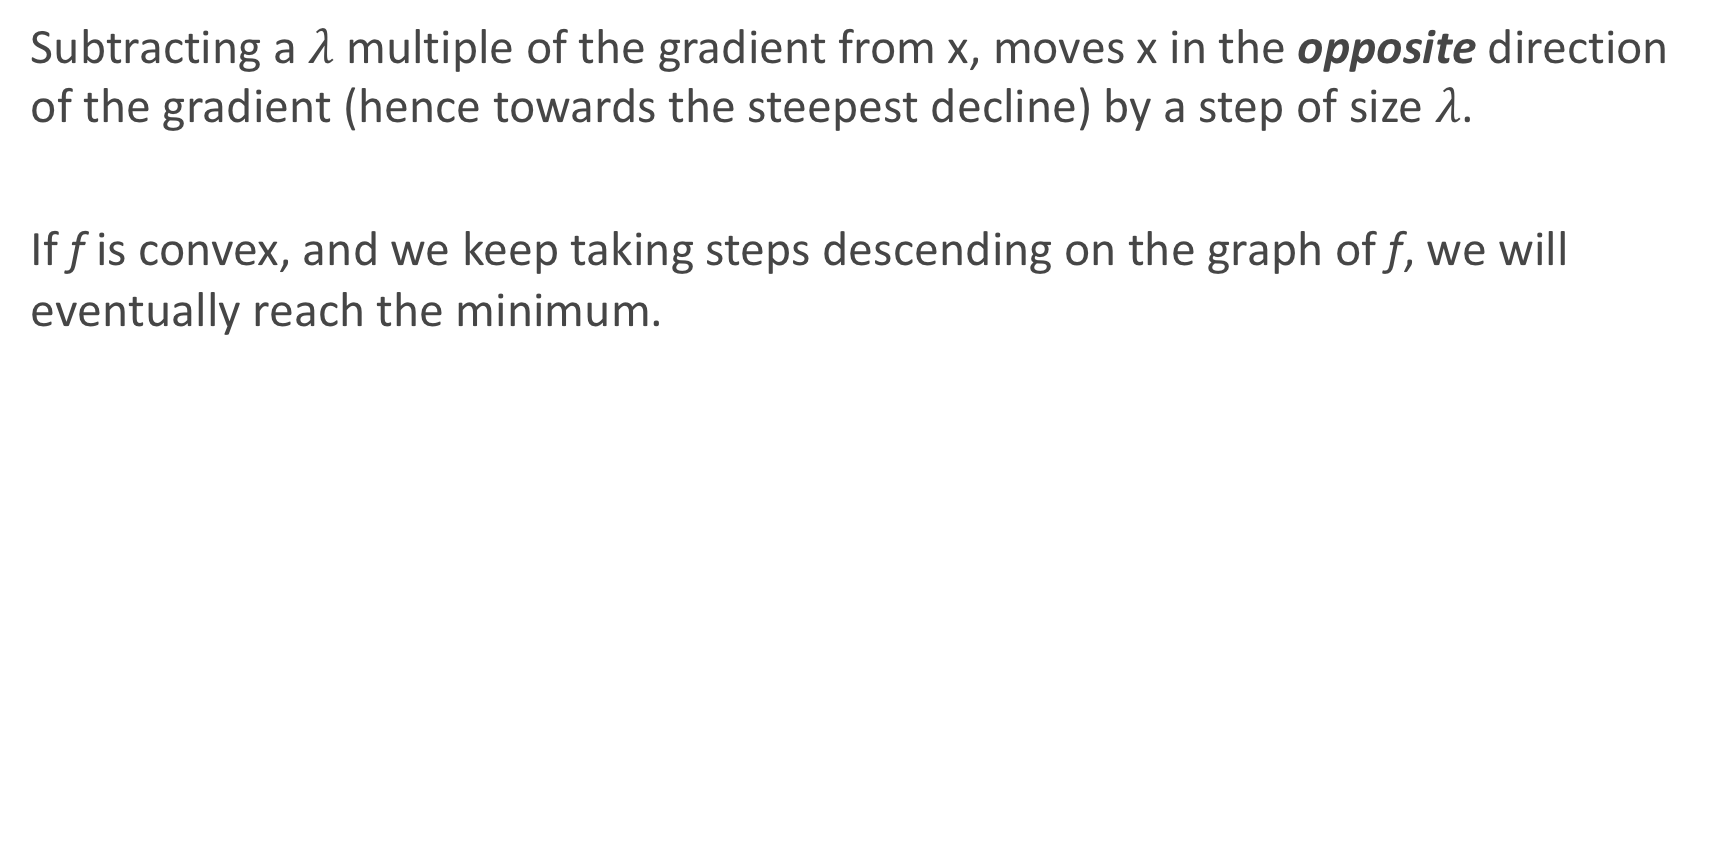 Subtracting a λ multiple of the gradient from x, moves x in the opposite direction
of the gradient (hence towards the steepest decline) by a step of size λ.
If f is convex, and we keep taking steps descending on the graph of f, we will
eventually reach the minimum.